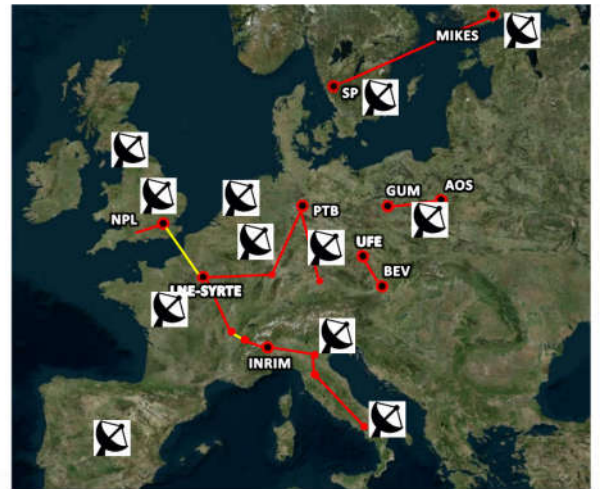 MIKES
SP
GUM
AOS
NPL
PTB
UFE
BEV
LNE-SYRTE
INRIM